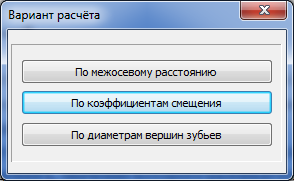 Вариант расчёта
По межосевому расстоянию
По коэффициентам смещения
По диаметрам вершин зубьев